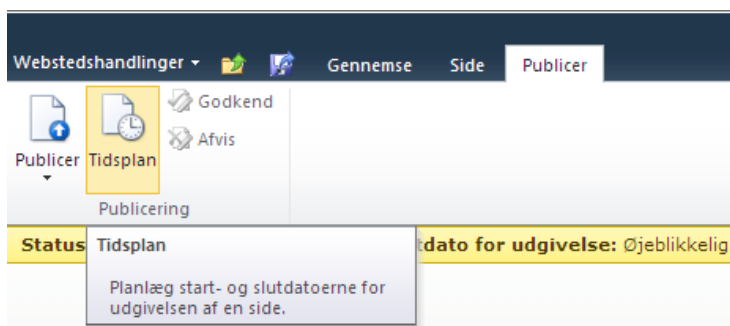 Webstedshandlinger Gennemse Side Publicer
Godkend
Afvis
Publicer Tidsplan
Publicering
Status dato for udgivelse: Øjeblikkelig
Tidsplan
Planlæg start- og slutdatoerne for
udgivelsen af en side.